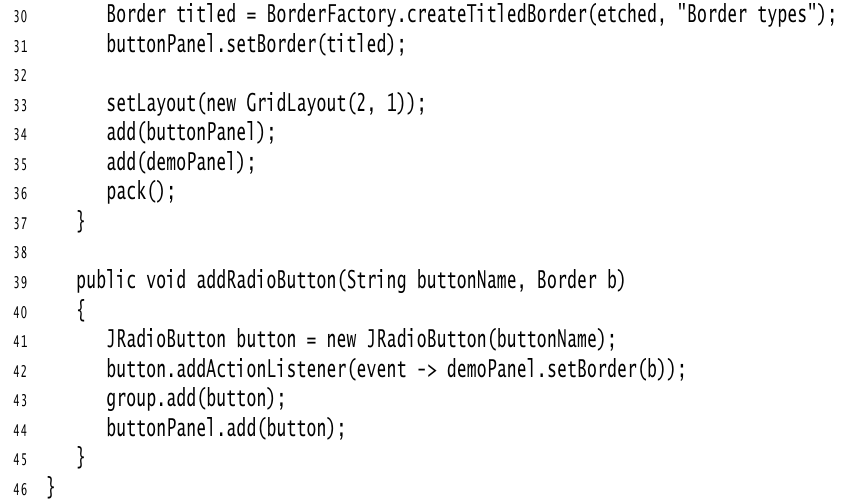 30 Border titled = BorderFactory.createTitledBorder(etched, "Border types");
31 buttonPanel.setBorder(titled);
32
33 setLayout(new GridLayout(2, 1));
34 add(buttonPanel);
35 add(demoPanel);
36 pack();
37 }
38
39 public void addRadioButton(String buttonName, Border b)
40 {
41 JRadioButton button = new JRadioButton(buttonName);
42 button.addActionListener(event -> demoPanel.setBorder(b));
43 group.add(button);
44 buttonPanel.add(button);
45 }
46 }